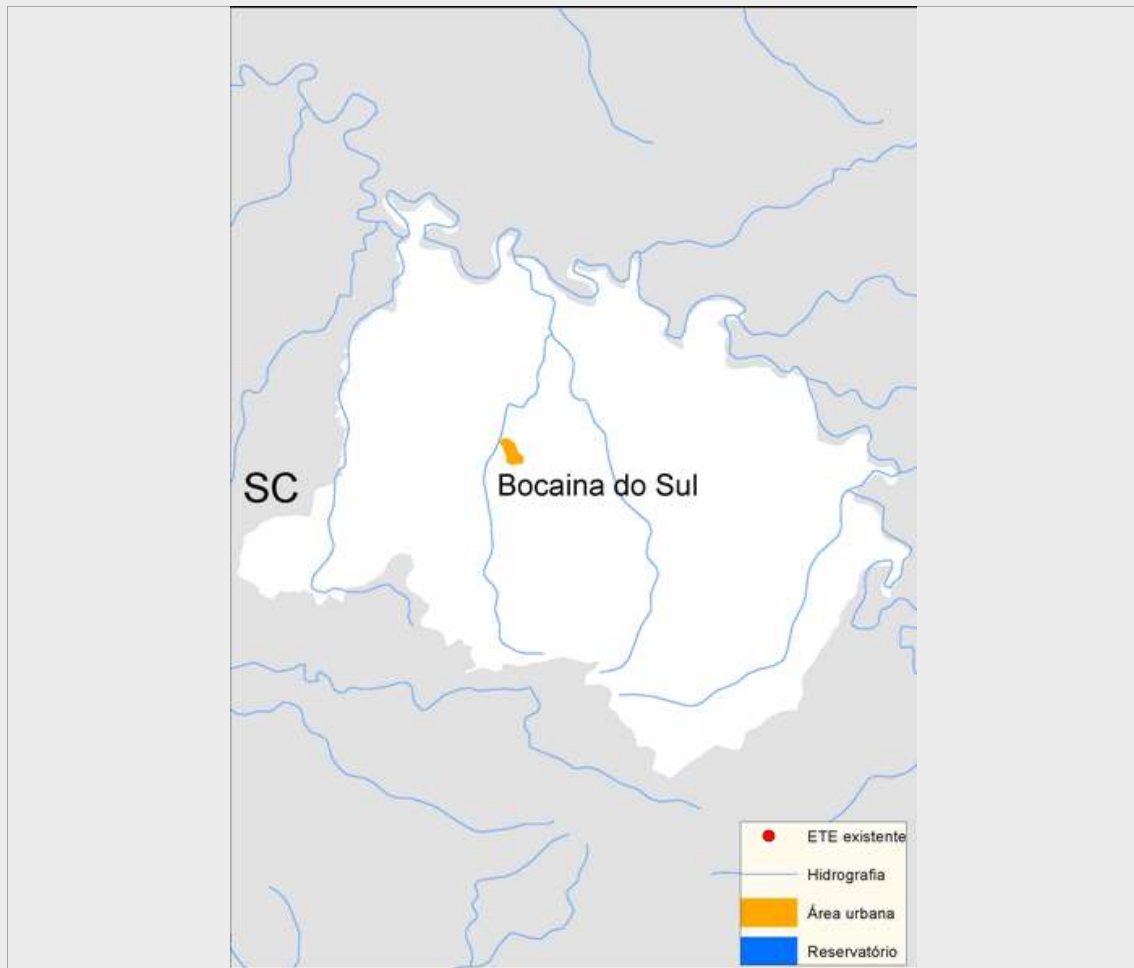 SC
Bocaina do Sul
ETE existente
Hidrografia
Área urbana
Reservatório